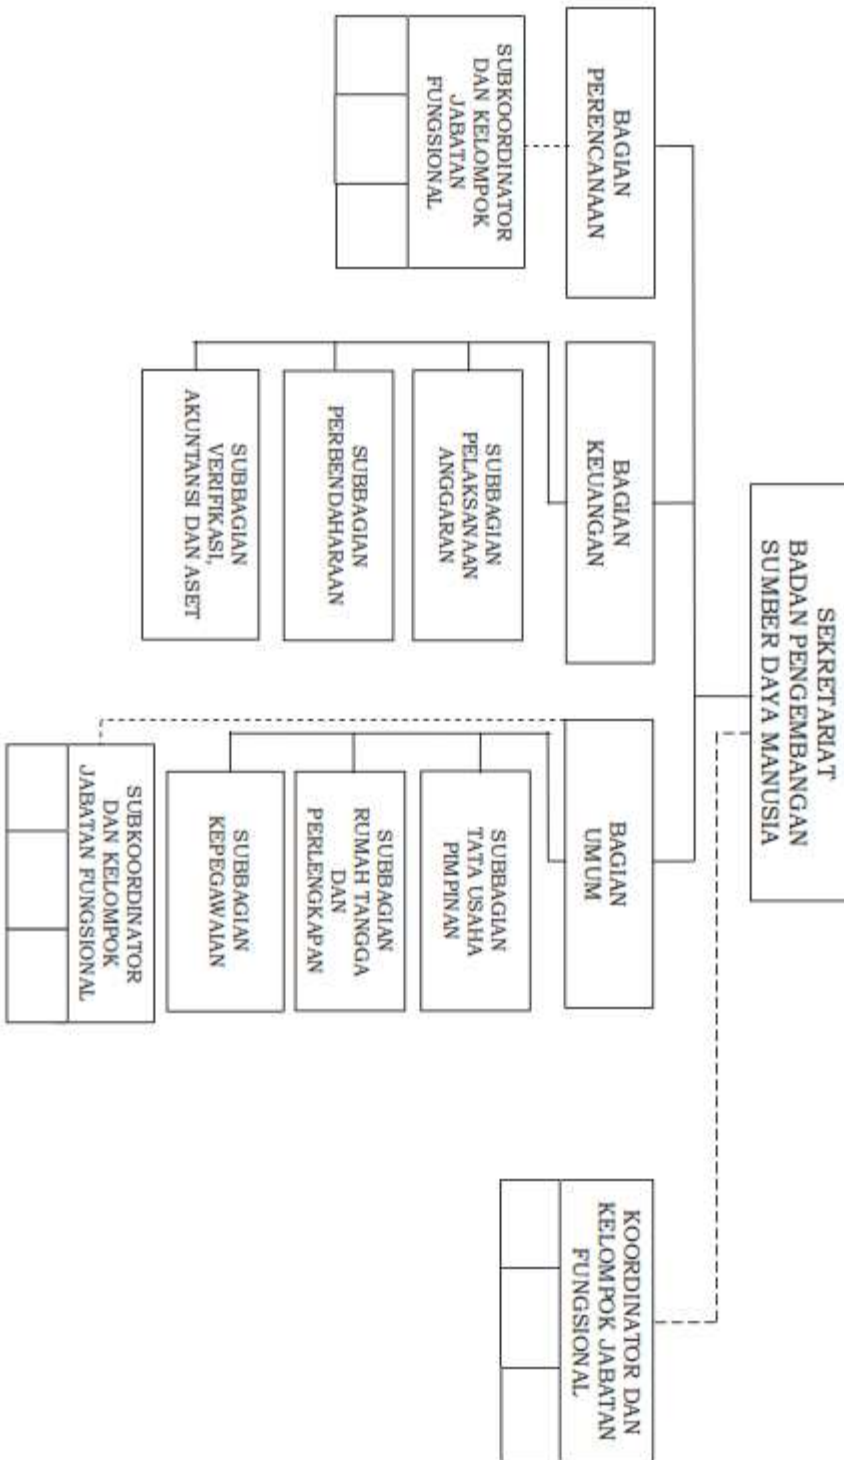 SEKRETARIAT
BADAN PENGEMBANGAN
SUMBER DAYA MANUSIA
BAGIAN
PERENCANAAN
BAGIAN
KEUANGAN
BAGIAN
UMUM
KOORDINATOR DAN
KELOMPOK JABATAN
FUNGSIONAL
SUBKOORDINATOR
DAN KELOMPOK
JABATAN
FUNGSIONAL
SUBBAGIAN
PELAKSANAAN
ANGGARAN
SUBBAGIAN
PERBENDAHARAAN
SUBBAGIAN
VERIFIKASI,
AKUNTANSI DAN ASET
SUBBAGIAN
TATA USAHA
PIMPINAN
SUBBAGIAN
RUMAH TANGGA
DAN
PERLENGKAPAN
SUBBAGIAN
KEPEGAWAIAN
SUBKOORDINATOR
DAN KELOMPOK
JABATAN FUNGSIONAL